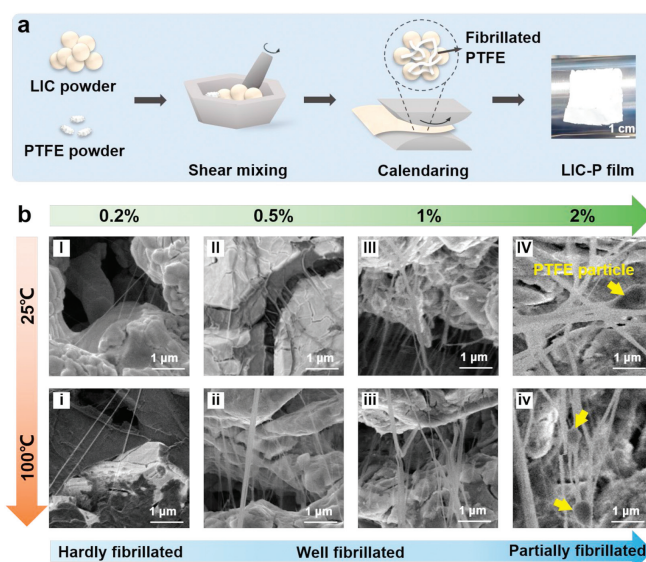 a
LIC powder
PTFE powder
Shear mixing
Fibrillated
PTFE
Calendaring
1 cm
LIC-P film
b
0.2%
0.5%
1%
2%
25℃
100℃
I
1 μm
II
1 μm
III
1 μm
IV
PTFE particle
1 μm
i
1 μm
ii
1 μm
iii
1 μm
iv
1 μm
Hardly fibrillated
Well fibrillated
Partially fibrillated